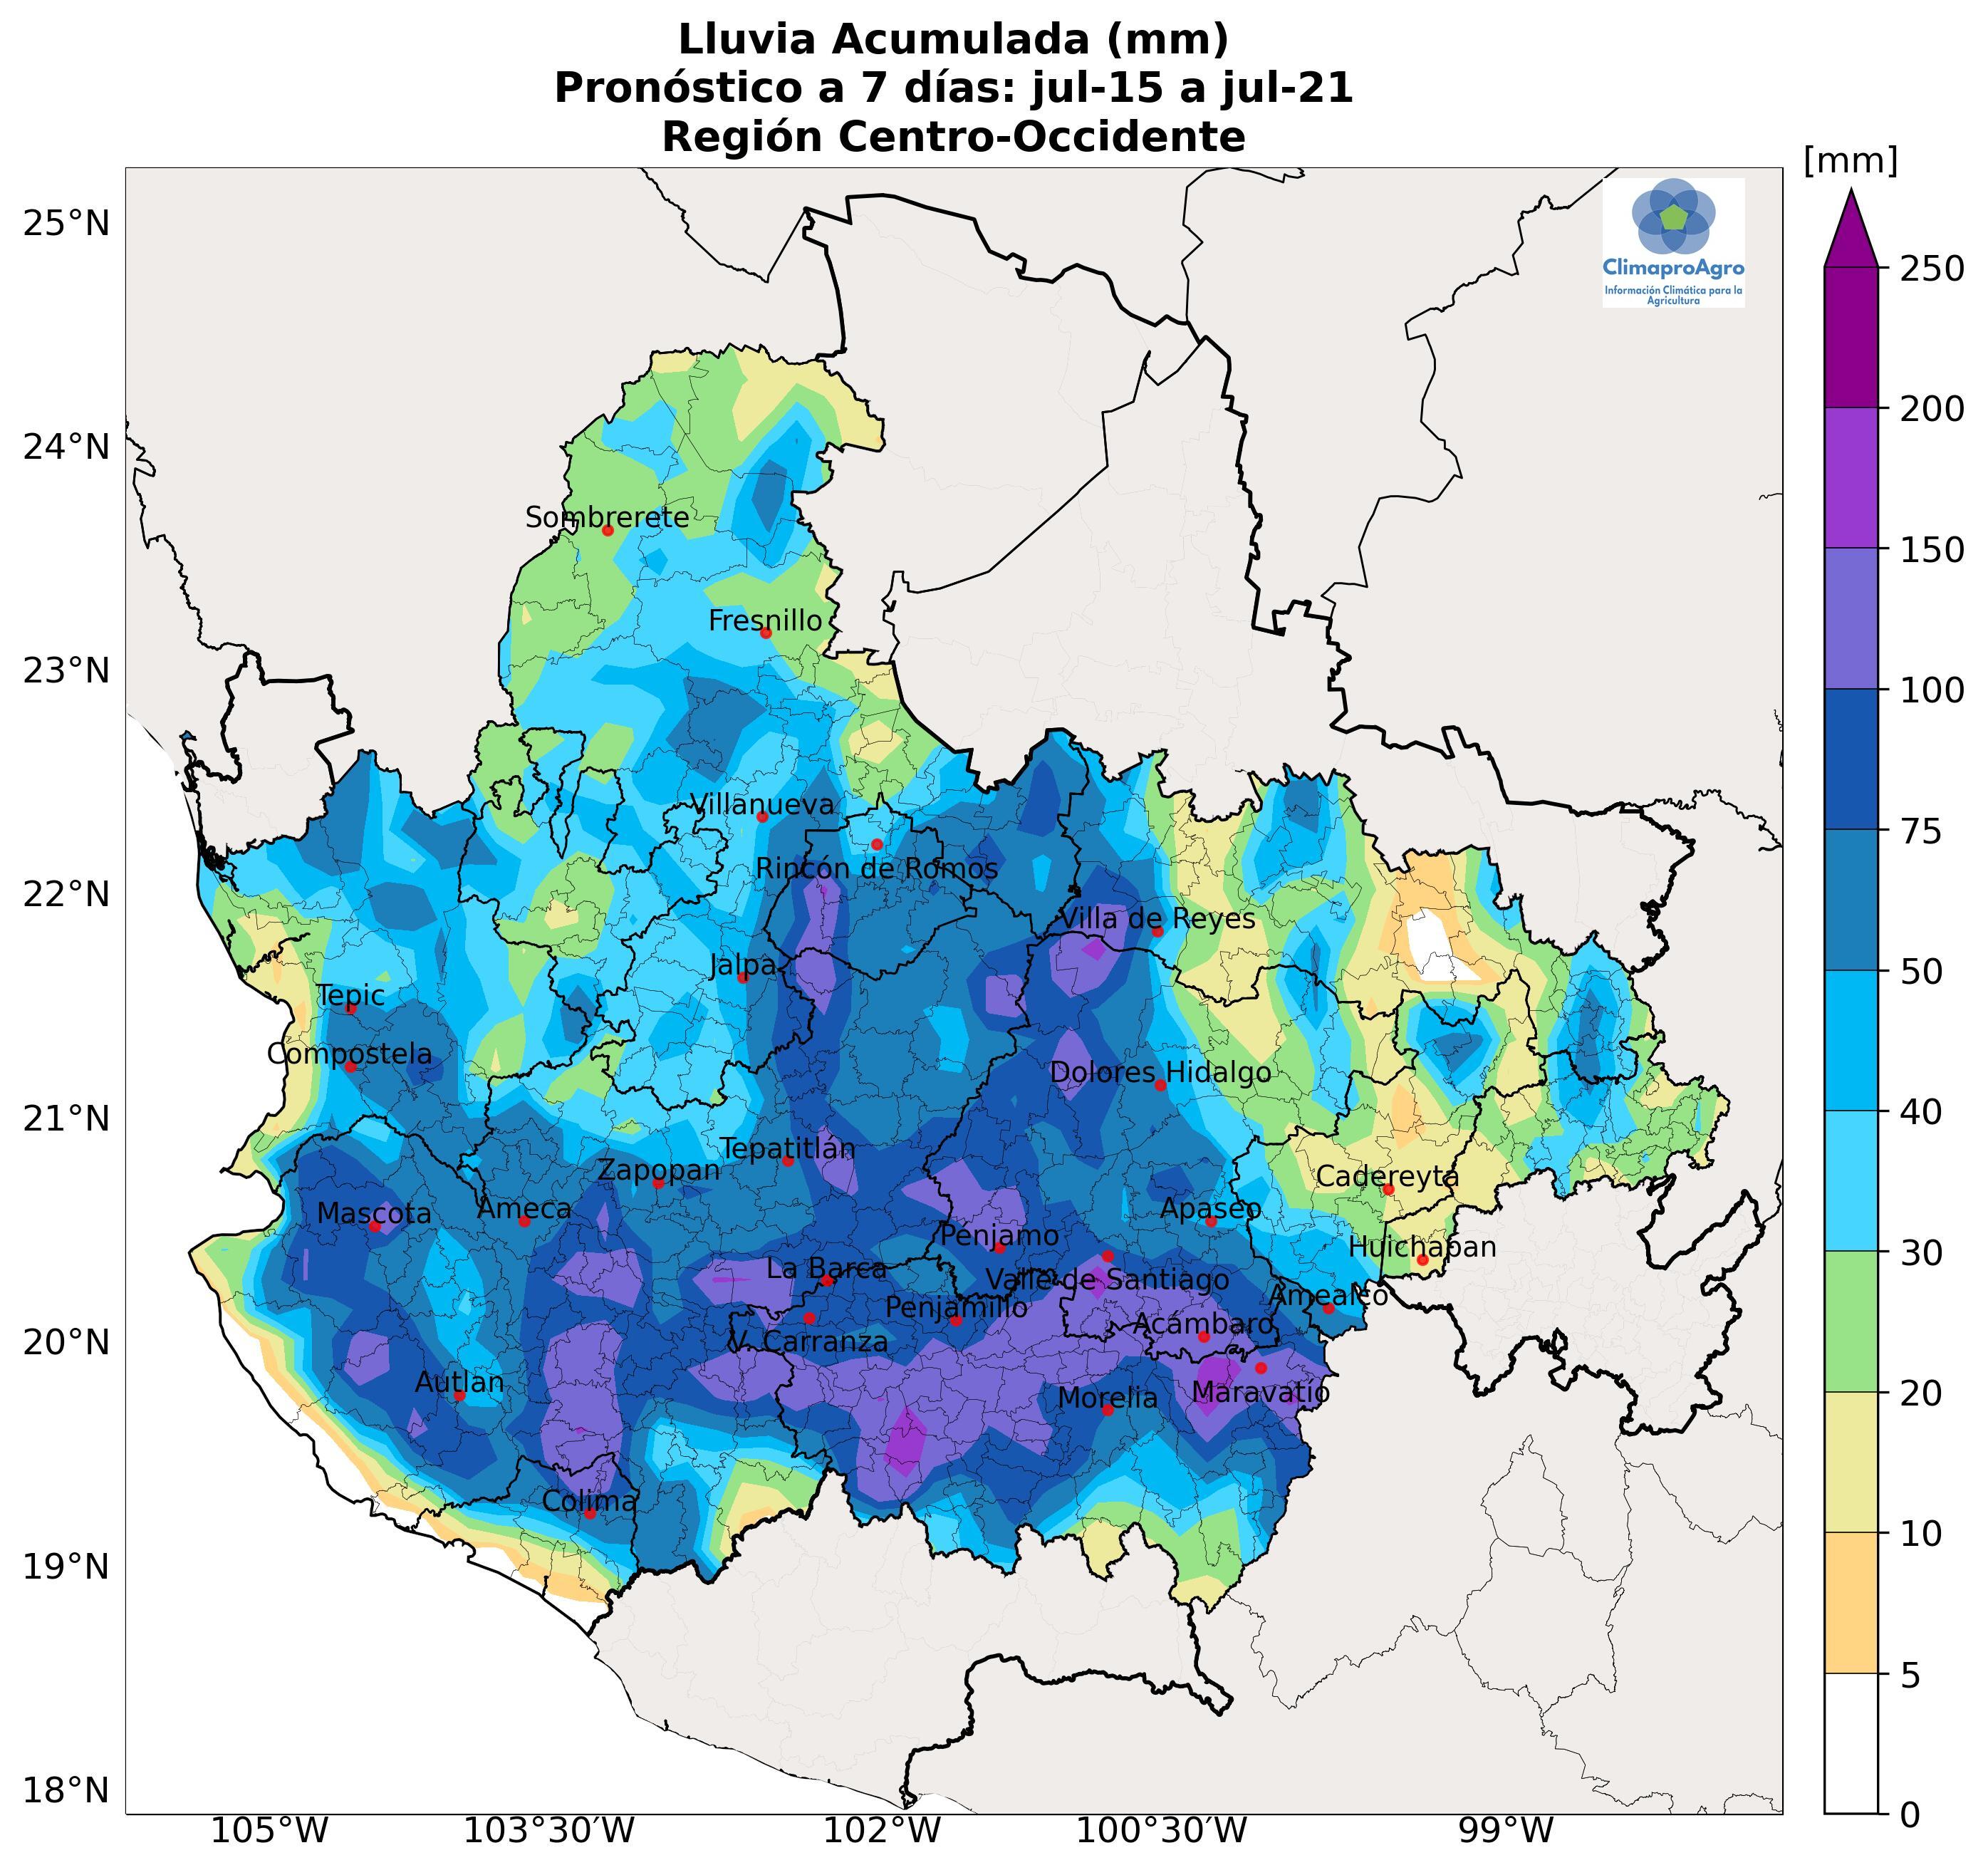 Lluvia Acumulada (mm)
Pronóstico a 7 días: jul-15 a jul-21
Región Centro-Occidente
[mm]
ClimaproAgro
Información Climática para la
Agricultura
25°N
24°N
23°N
22°N
21°N
20°N
19°N
18°N
Sombrerete
Fresnillo
Villanueva
Rincón de Romos
Villa de Reyes
Jalpa
Tepic
Compostela
Dolores Hidalgo
Tepatitlán
Zapopan
Cadereyta
Mascota
Ameca
Apaseo
Penjamo
Huichapan
La Barca
Valle de Santiago
Amealco
Penjamillo
Acámbaro
V. Carranza
Autlan
Morelia
Maravatío
Colima
105°W
103°30'W
102°W
100°30'W
99°W
250
200
150
100
75
50
40
30
20
10
5
0